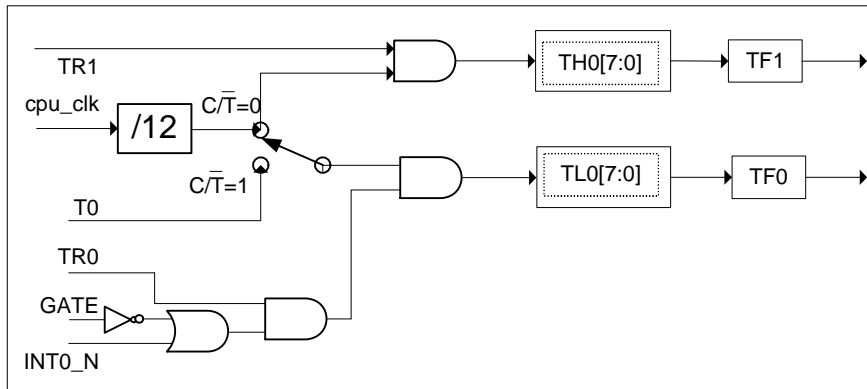 TR1
TH0[7:0]
TF1
cpu_clk
/12
C/T̅=0
C/T̅=1
TL0[7:0]
TF0
T0
TR0
GATE
INT0_N